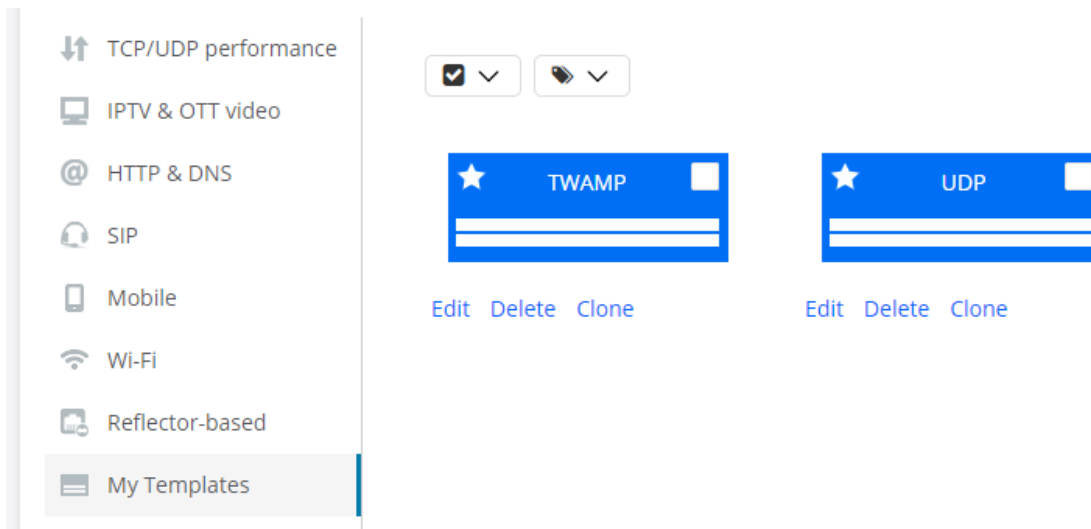 TCP/UDP performance
IPTV & OTT video
HTTP & DNS
SIP
Mobile
Wi-Fi
Reflector-based
My Templates
TWAMP
Edit Delete Clone
UDP
Edit Delete Clone